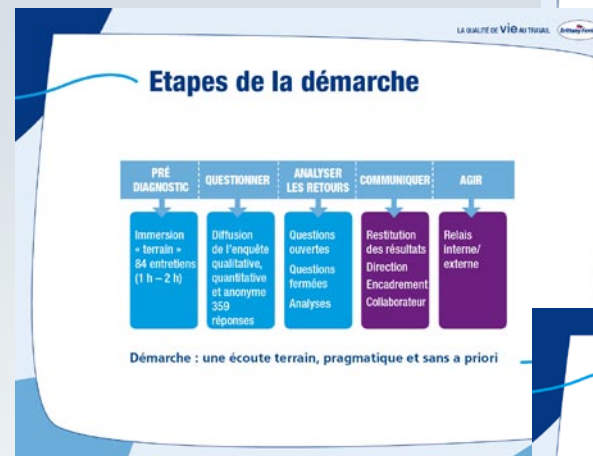 LA QUALITÉ DE VIE AU TRAVAIL
Brittany Ferries
Etapes de la démarche
PRÉ
DIAGNOSTIC
QUESTIONNER
ANALYSER
LES RETOURS
COMMUNIQUER
AGIR
Immersion
« terrain »
84 entretiens
(1 h – 2 h)
Diffusion
de l'enquête
qualitative,
quantitative
et anonyme
359
réponses
Questions
ouvertes
Questions
fermées
Analyses
Restitution
des résultats
Direction
Encadrement
Collaborateur
Relais
interne/
externe
Démarche : une écoute terrain, pragmatique et sans a priori